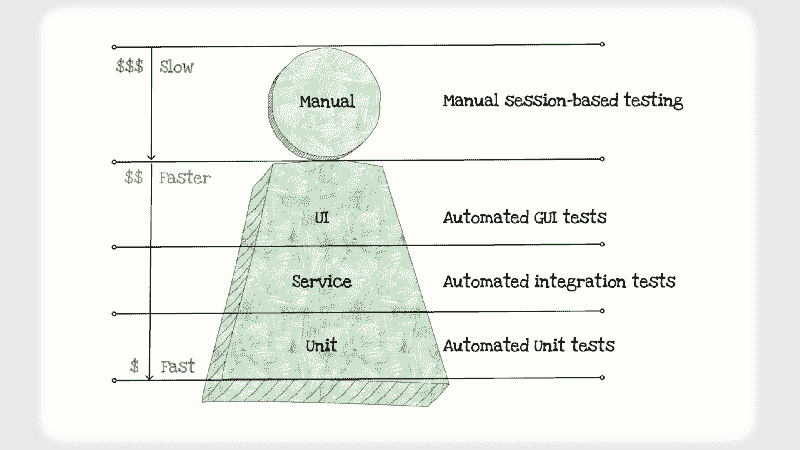 $$$ Slow
Manual
Manual session-based testing
$$ Faster
UI
Automated GUI tests
Service
Automated integration tests
Unit
Automated Unit tests
$ Fast